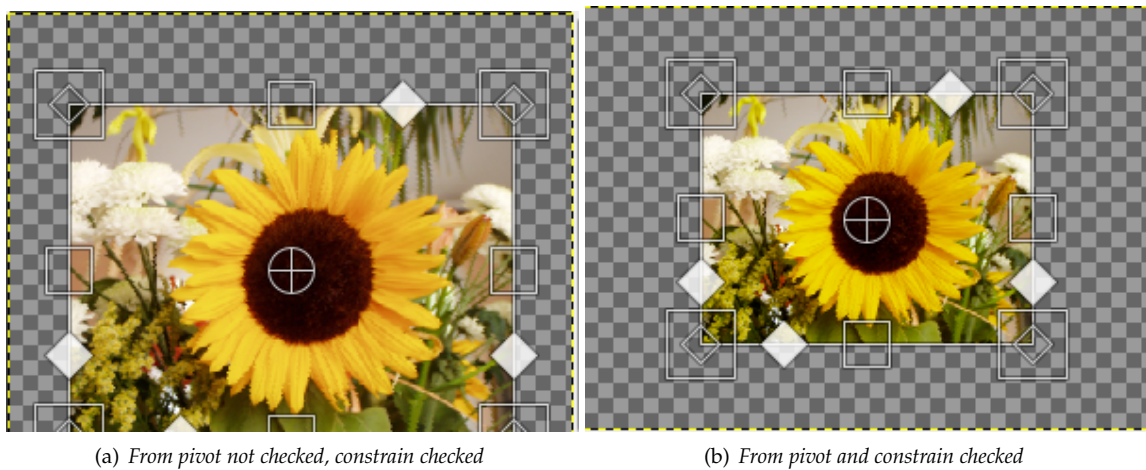 (a) From pivot not checked, constrain checked
(b) From pivot and constrain checked